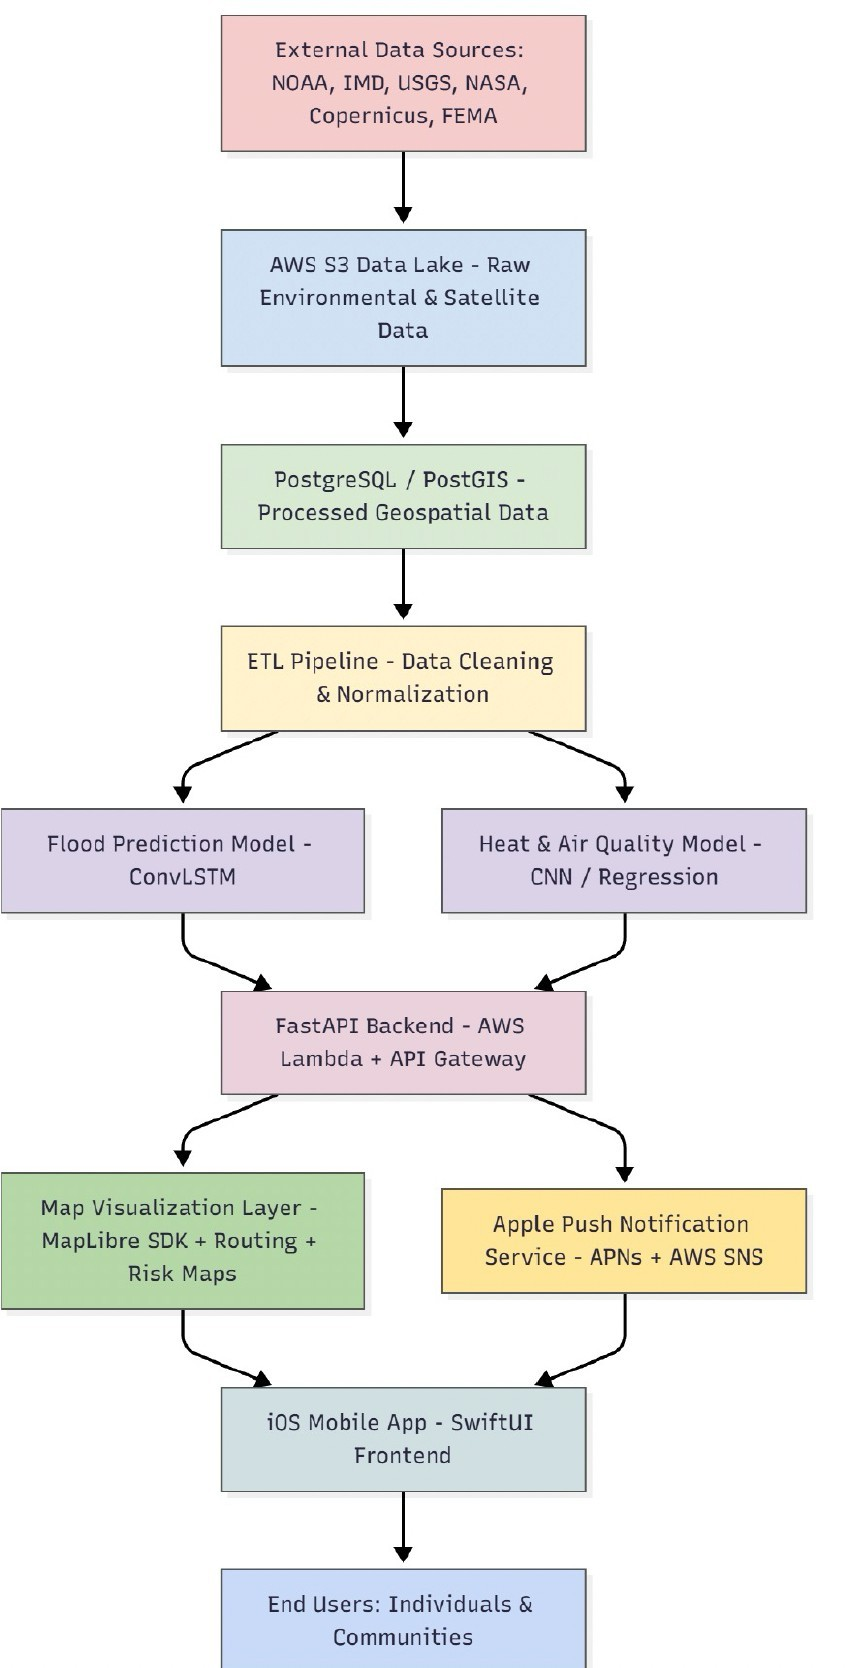 External Data Sources:
NOAA, IMD, USGS, NASA,
Copernicus, FEMA
AWS S3 Data Lake - Raw
Environmental & Satellite
Data
PostgreSQL / PostGIS -
Processed Geospatial Data
ETL Pipeline - Data Cleaning
& Normalization
Flood Prediction Model -
ConvLSTM
Heat & Air Quality Model -
CNN / Regression
FastAPI Backend - AWS
Lambda + API Gateway
Map Visualization Layer -
MapLibre SDK + Routing +
Risk Maps
Apple Push Notification
Service - APNs + AWS SNS
iOS Mobile App - SwiftUI
Frontend
End Users: Individuals &
Communities